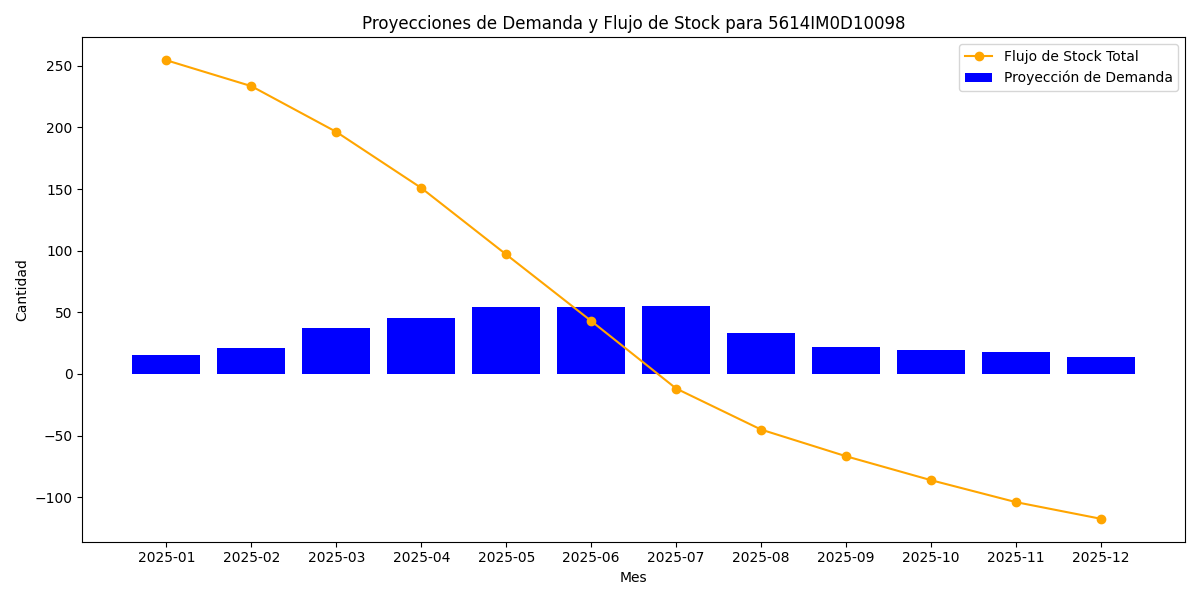 Proyecciones de Demanda y Flujo de Stock para 5614IM0D10098
Flujo de Stock Total
Proyección de Demanda
250
200
150
100
50
0
−50
−100
Cantidad
2025-01 2025-02 2025-03 2025-04 2025-05 2025-06 2025-07 2025-08 2025-09 2025-10 2025-11 2025-12
Mes